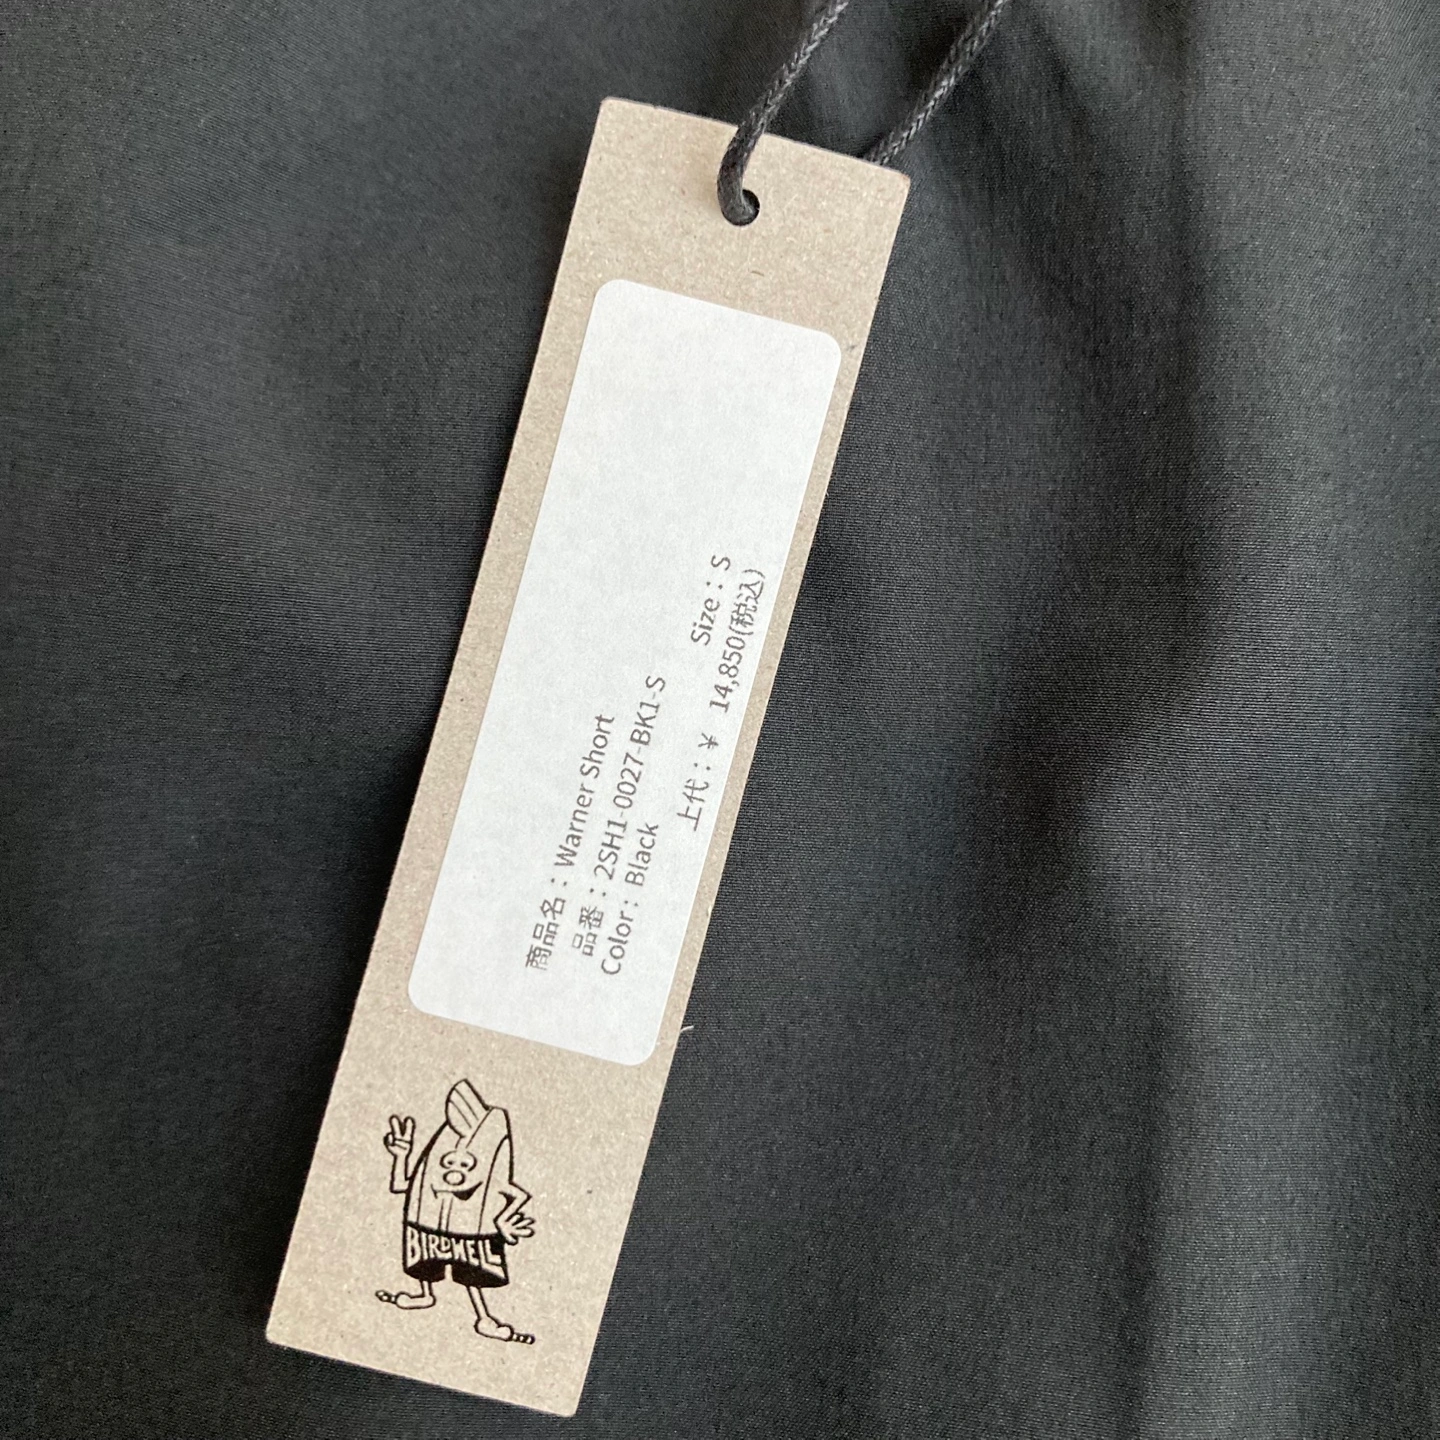 商品名：Warner Short
品番：2SH1-0027-BK1-S
Color：Black
Size：S
上代：¥ 14,850(税込)
BIRDWELL